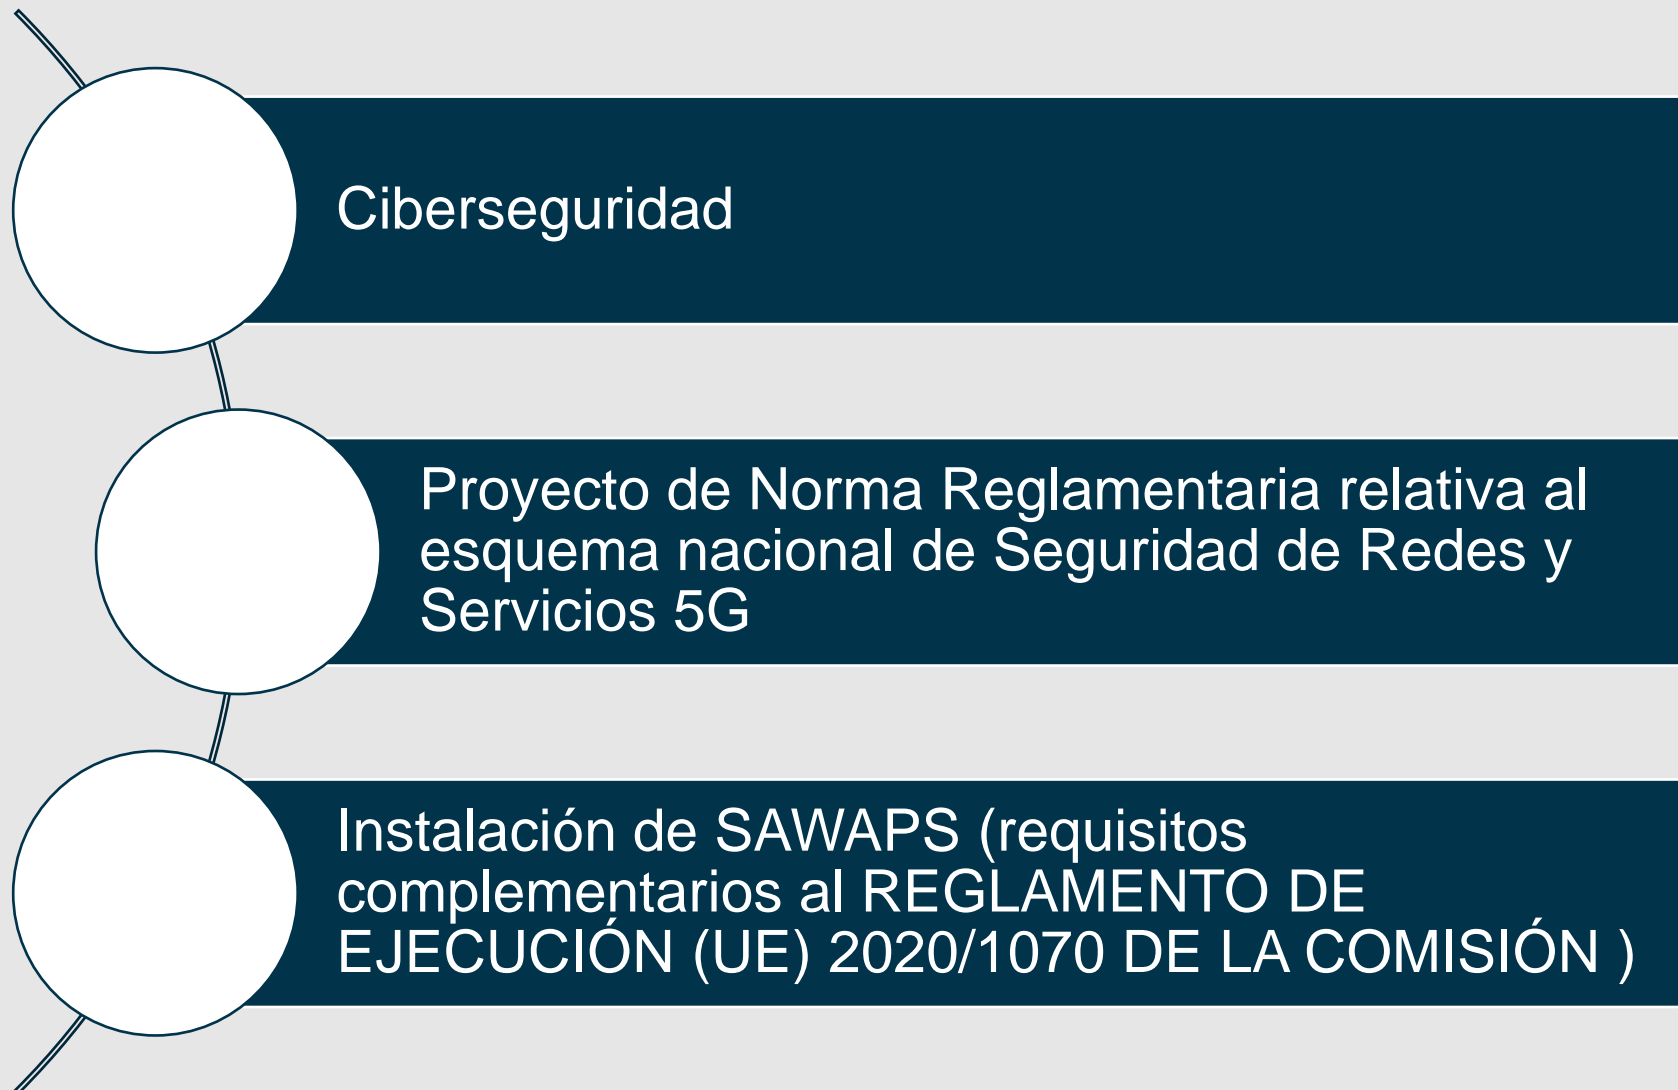 Ciberseguridad
Proyecto de Norma Reglamentaria relativa al
esquema nacional de Seguridad de Redes y
Servicios 5G
Instalación de SAWAPS (requisitos
complementarios al REGLAMENTO DE
EJECUCIÓN (UE) 2020/1070 DE LA COMISIÓN )